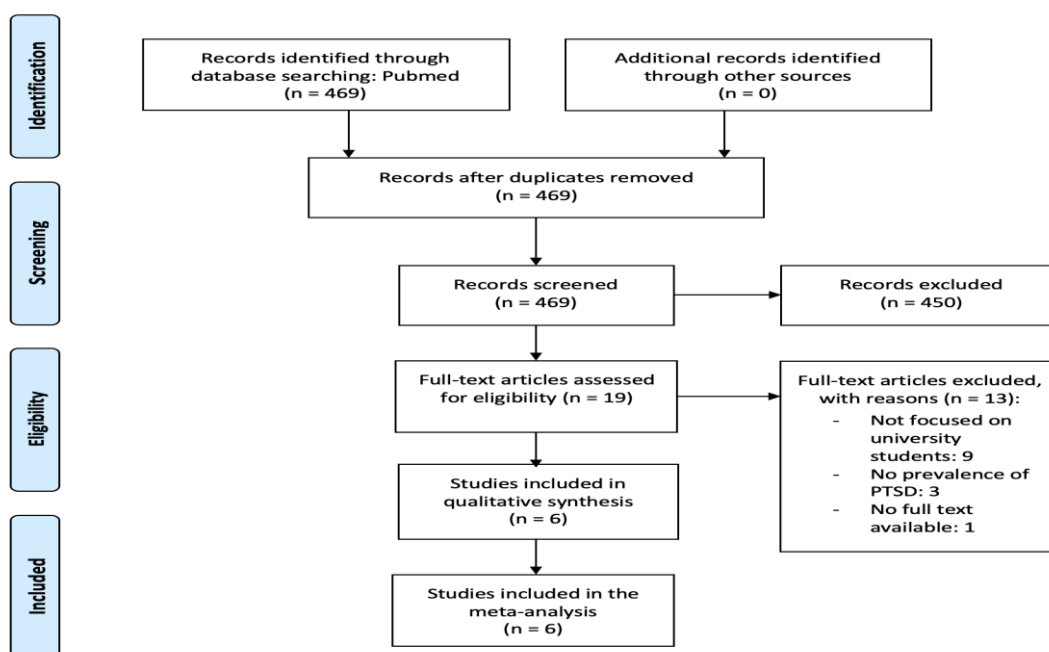 Identification
Records identified through
database searching: Pubmed
(n = 469)
Additional records identified
through other sources
(n = 0)
Records after duplicates removed
(n = 469)
Screening
Records screened
(n = 469)
Records excluded
(n = 450)
Eligibility
Full-text articles assessed
for eligibility (n = 19)
Full-text articles excluded,
with reasons (n = 13):
- Not focused on
university
students: 9
- No prevalence of
PTSD: 3
- No full text
available: 1
Studies included in
qualitative synthesis
(n = 6)
Included
Studies included in the
meta-analysis
(n = 6)